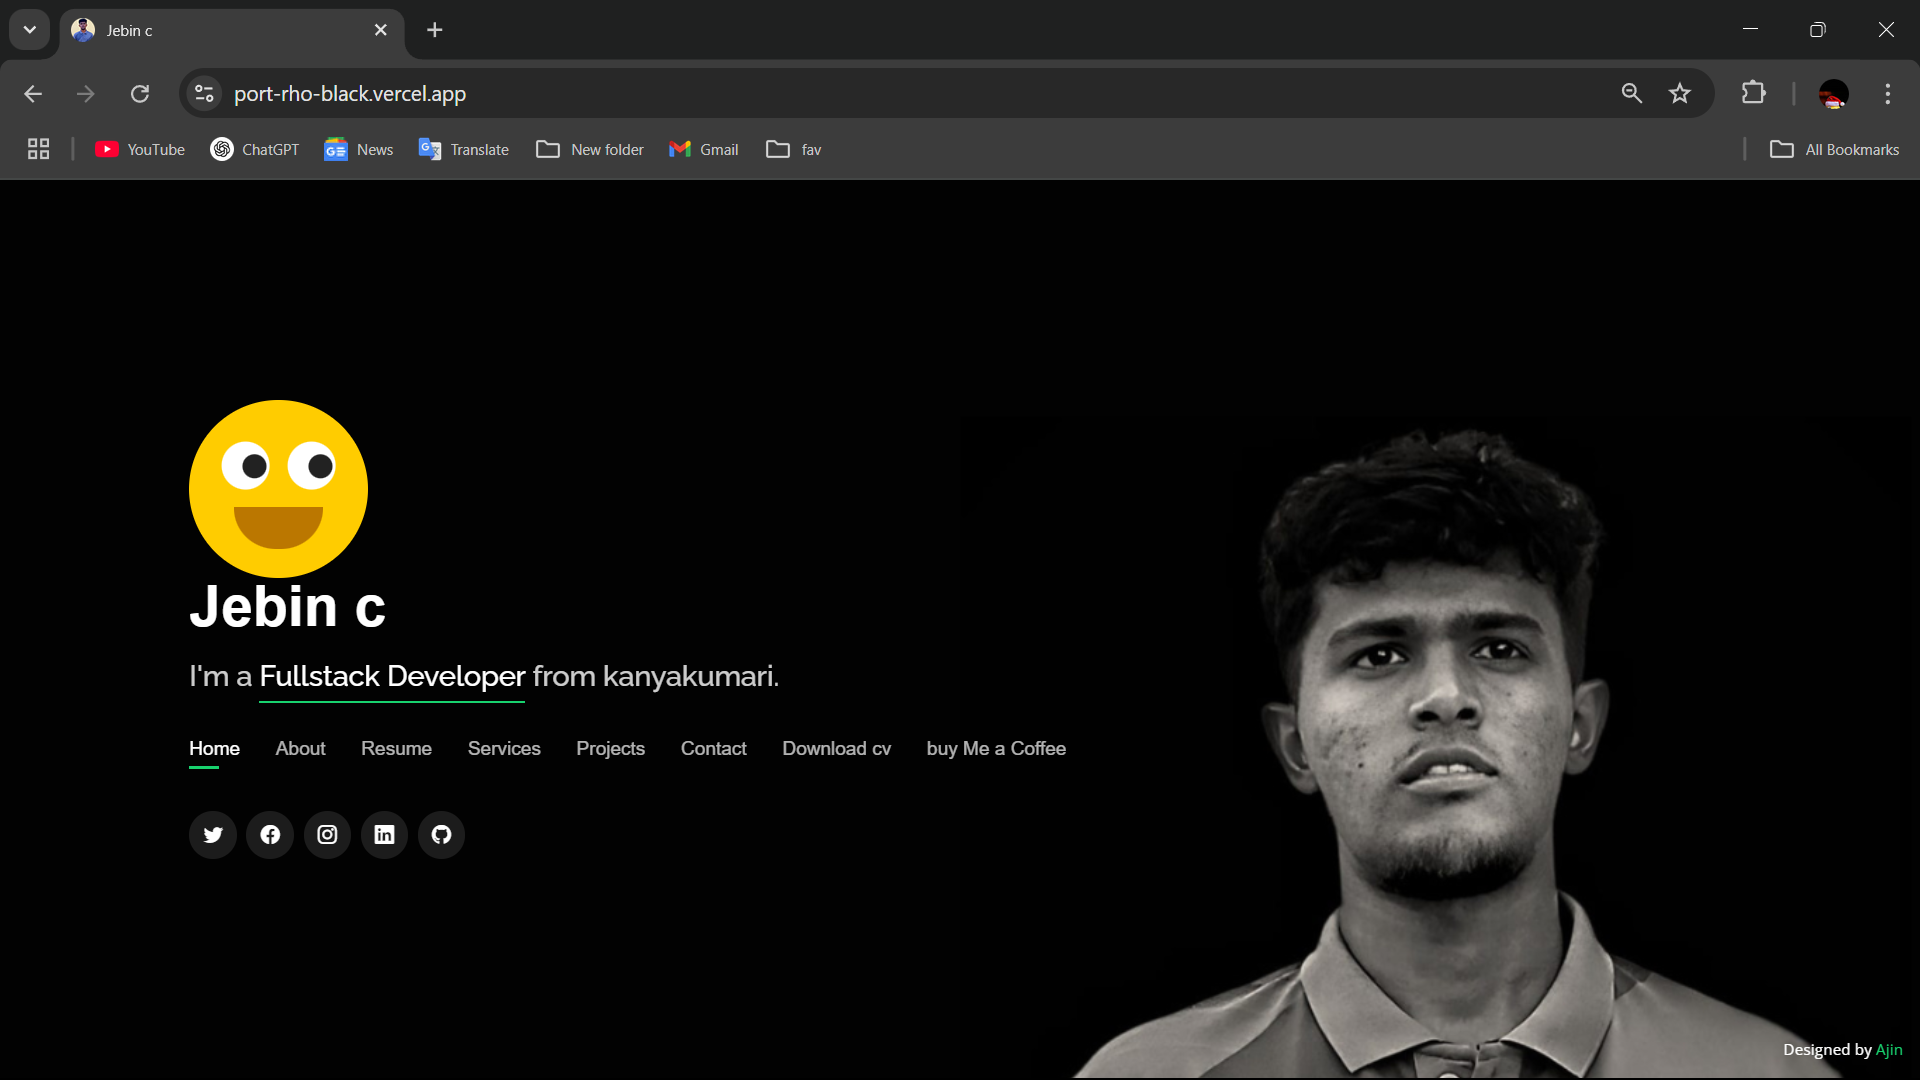 Jebin c
port-rho-black.vercel.app
YouTube ChatGPT News Translate New folder Gmail fav All Bookmarks
Jebin c
I'm a Fullstack Developer from kanyakumari.
Home About Resume Services Projects Contact Download cv buy Me a Coffee
Designed by Ajin